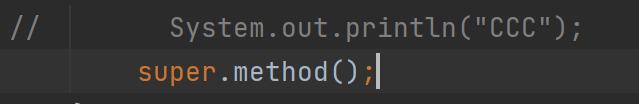 //        System.out.println("CCC");
super.method();